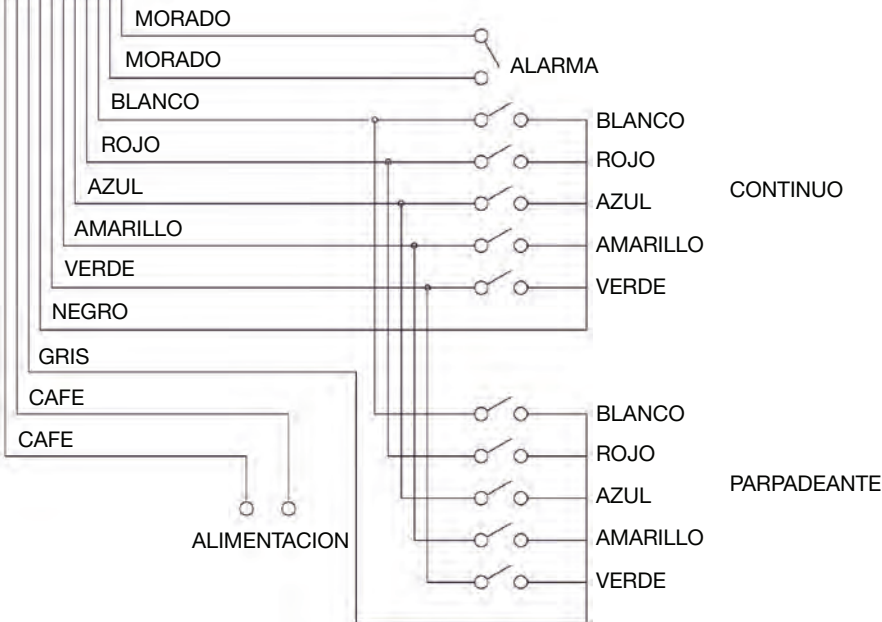 MORADO
MORADO
ALARMA
BLANCO
BLANCO
ROJO
ROJO
AZUL
AZUL
CONTINUO
AMARILLO
AMARILLO
VERDE
VERDE
NEGRO
GRIS
CAFE
CAFE
ALIMENTACION
BLANCO
ROJO
AZUL
PARPADEANTE
AMARILLO
VERDE